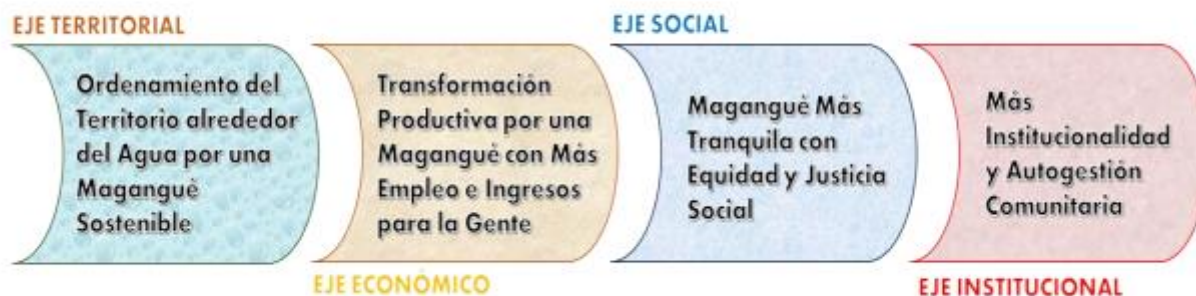 EJE TERRITORIAL
Ordenamiento del
Territorio alrededor
del Agua por una
Magangué
Sostenible
Transformación
Productiva por una
Magangué con Más
Empleo e Ingresos
para la Gente
EJE ECONÓMICO
EJE SOCIAL
Magangué Más
Tranquila con
Equidad y Justicia
Social
Más
Institucionalidad
y Autogestión
Comunitaria
EJE INSTITUCIONAL